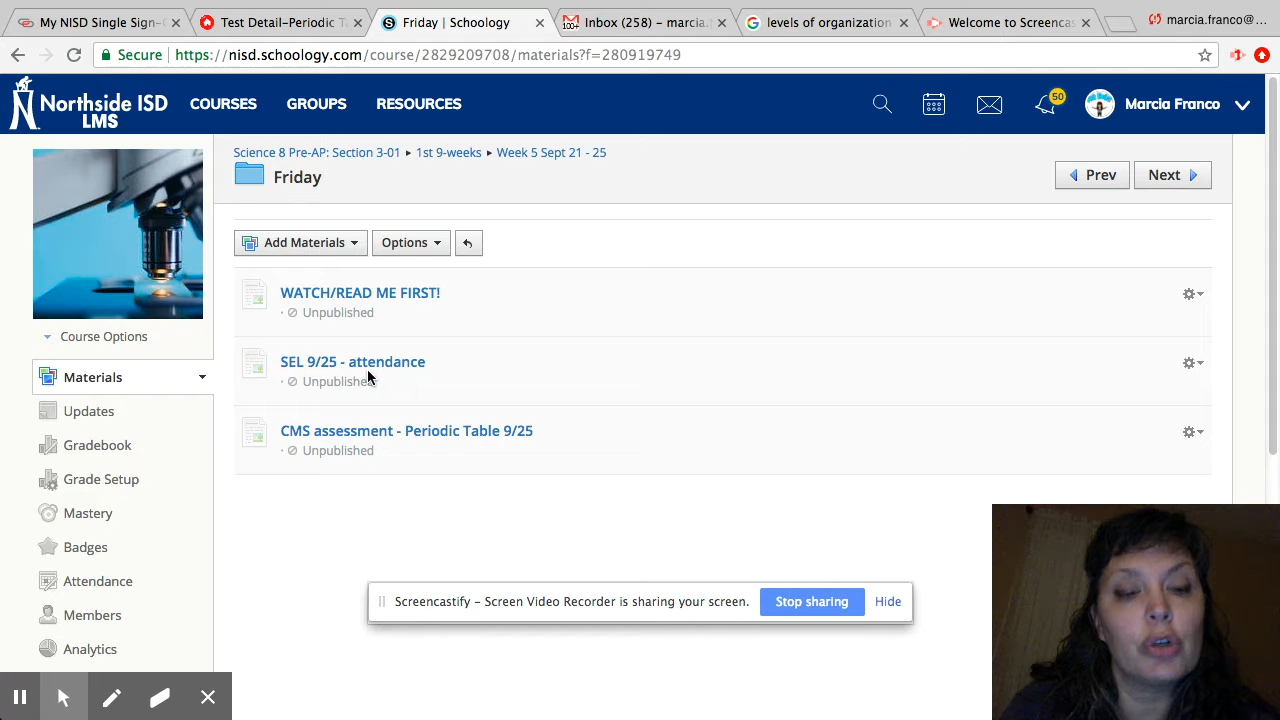 My NISD Single Sign-
Test Detail–Periodic T
Friday | Schoology
Inbox (258) – marcia.
levels of organization
Welcome to Screencas
marcia.franco@...
Secure https://nisd.schoology.com/course/2829209708/materials?f=280919749
Northside ISD
LMS
COURSES GROUPS RESOURCES
50
Marcia Franco
Science 8 Pre-AP: Section 3-01 ▸ 1st 9-weeks ▸ Week 5 Sept 21 - 25
Friday
Prev
Next
Add Materials
Options
WATCH/READ ME FIRST!
· Unpublished
SEL 9/25 - attendance
· Unpublished
CMS assessment - Periodic Table 9/25
· Unpublished
Course Options
Materials
Updates
Gradebook
Grade Setup
Mastery
Badges
Attendance
Members
Analytics
Screencastify – Screen Video Recorder is sharing your screen.
Stop sharing
Hide